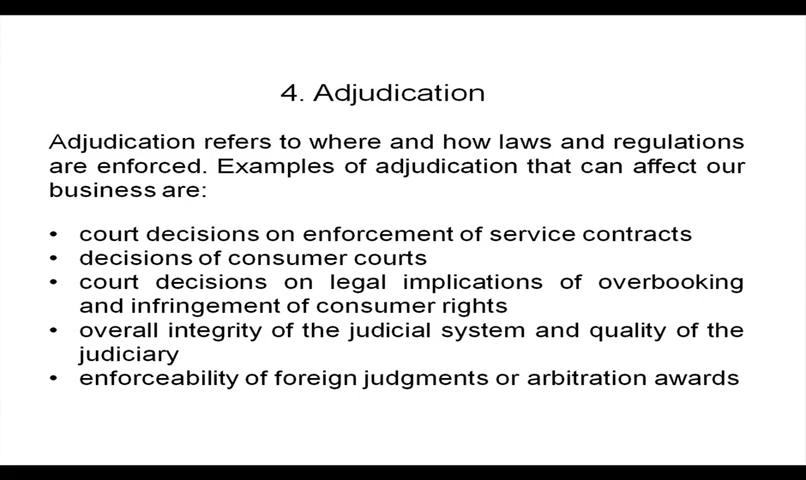 4. Adjudication
Adjudication refers to where and how laws and regulations
are enforced. Examples of adjudication that can affect our
business are:
• court decisions on enforcement of service contracts
• decisions of consumer courts
• court decisions on legal implications of overbooking
and infringement of consumer rights
• overall integrity of the judicial system and quality of the
judiciary
• enforceability of foreign judgments or arbitration awards